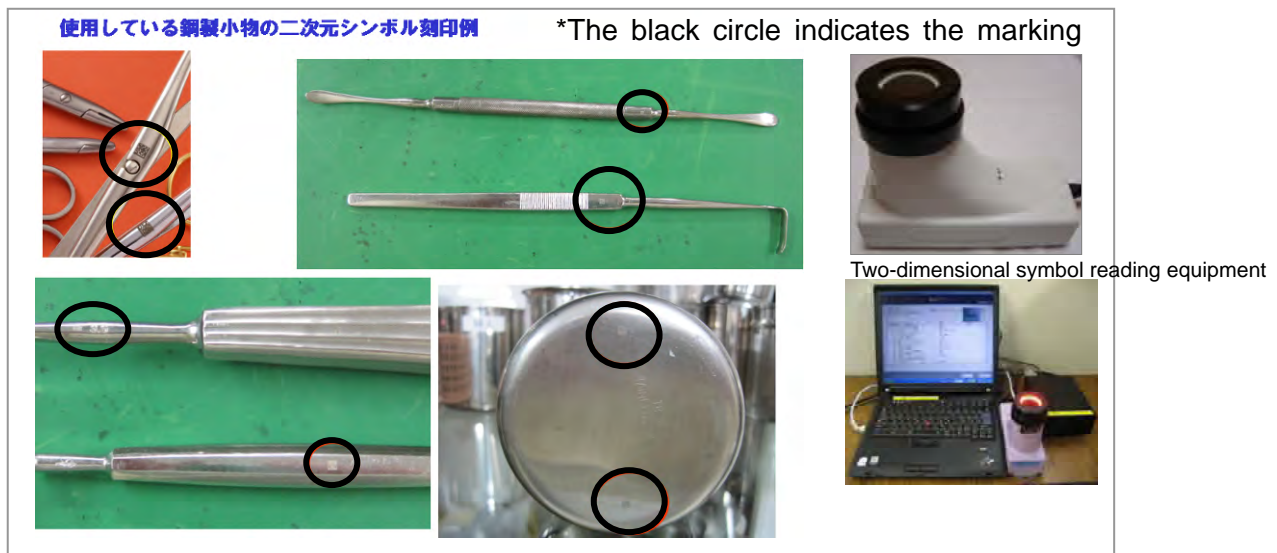 使用している鋼製小物の二次元シンボル刻印例
*The black circle indicates the marking
Two-dimensional symbol reading equipment